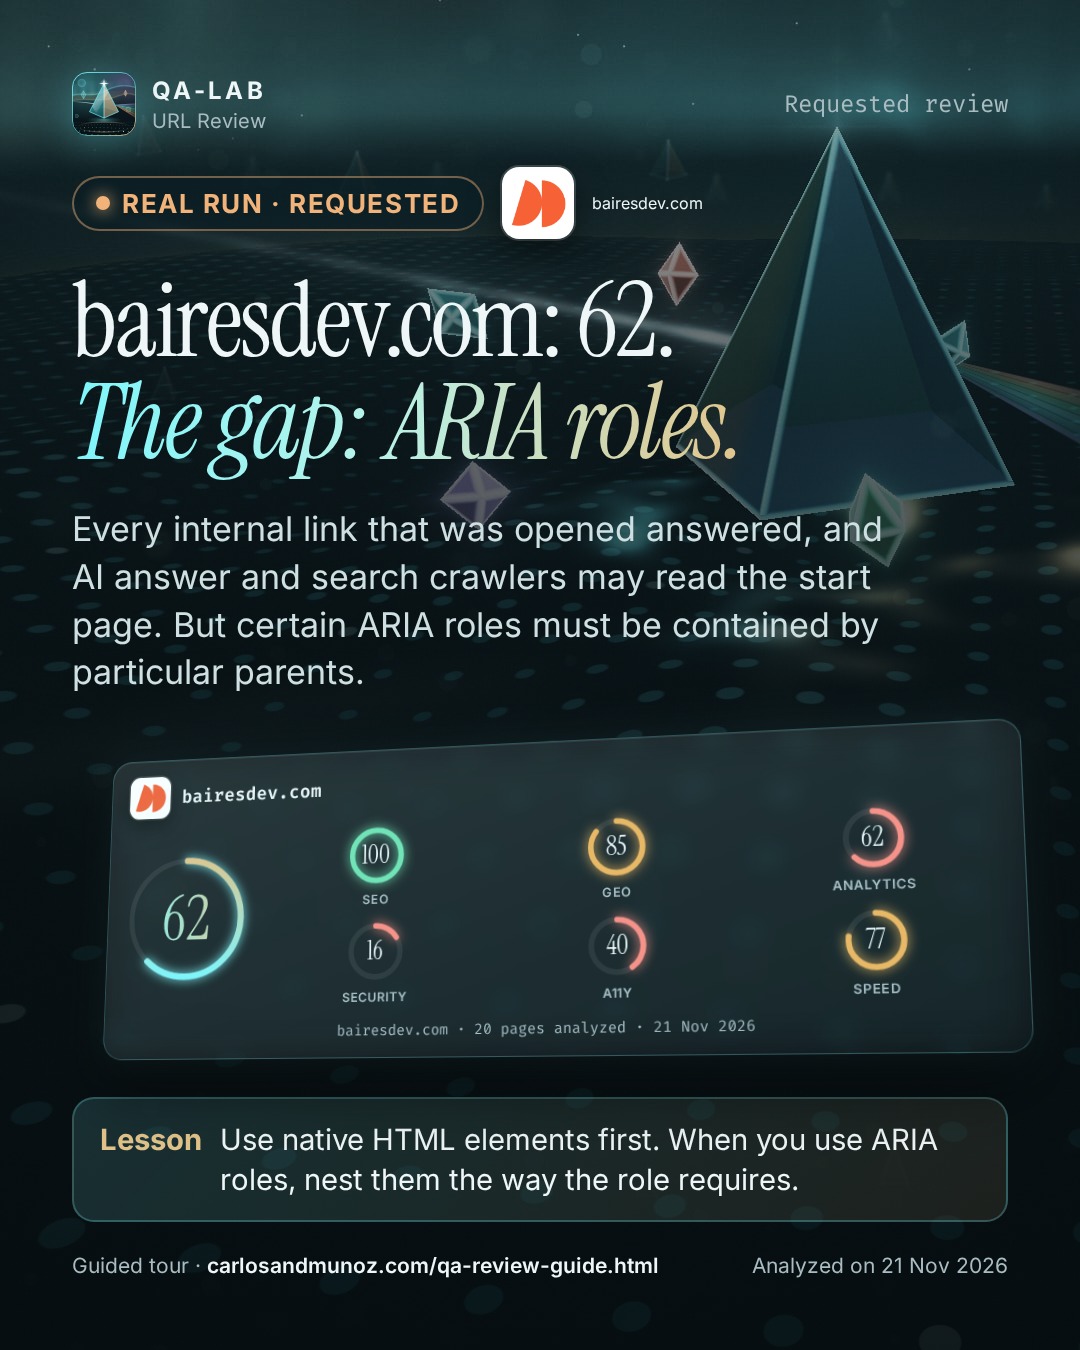 QA-LAB
URL Review
Requested review
REAL RUN · REQUESTED
bairesdev.com
bairesdev.com: 62.
The gap: ARIA roles.
Every internal link that was opened answered, and
AI answer and search crawlers may read the start
page. But certain ARIA roles must be contained by
particular parents.
bairesdev.com
62
100
SEO
85
GEO
62
ANALYTICS
16
SECURITY
40
A11Y
77
SPEED
bairesdev.com · 20 pages analyzed · 21 Nov 2026
Lesson Use native HTML elements first. When you use ARIA
roles, nest them the way the role requires.
Guided tour · carlosandmunoz.com/qa-review-guide.html
Analyzed on 21 Nov 2026